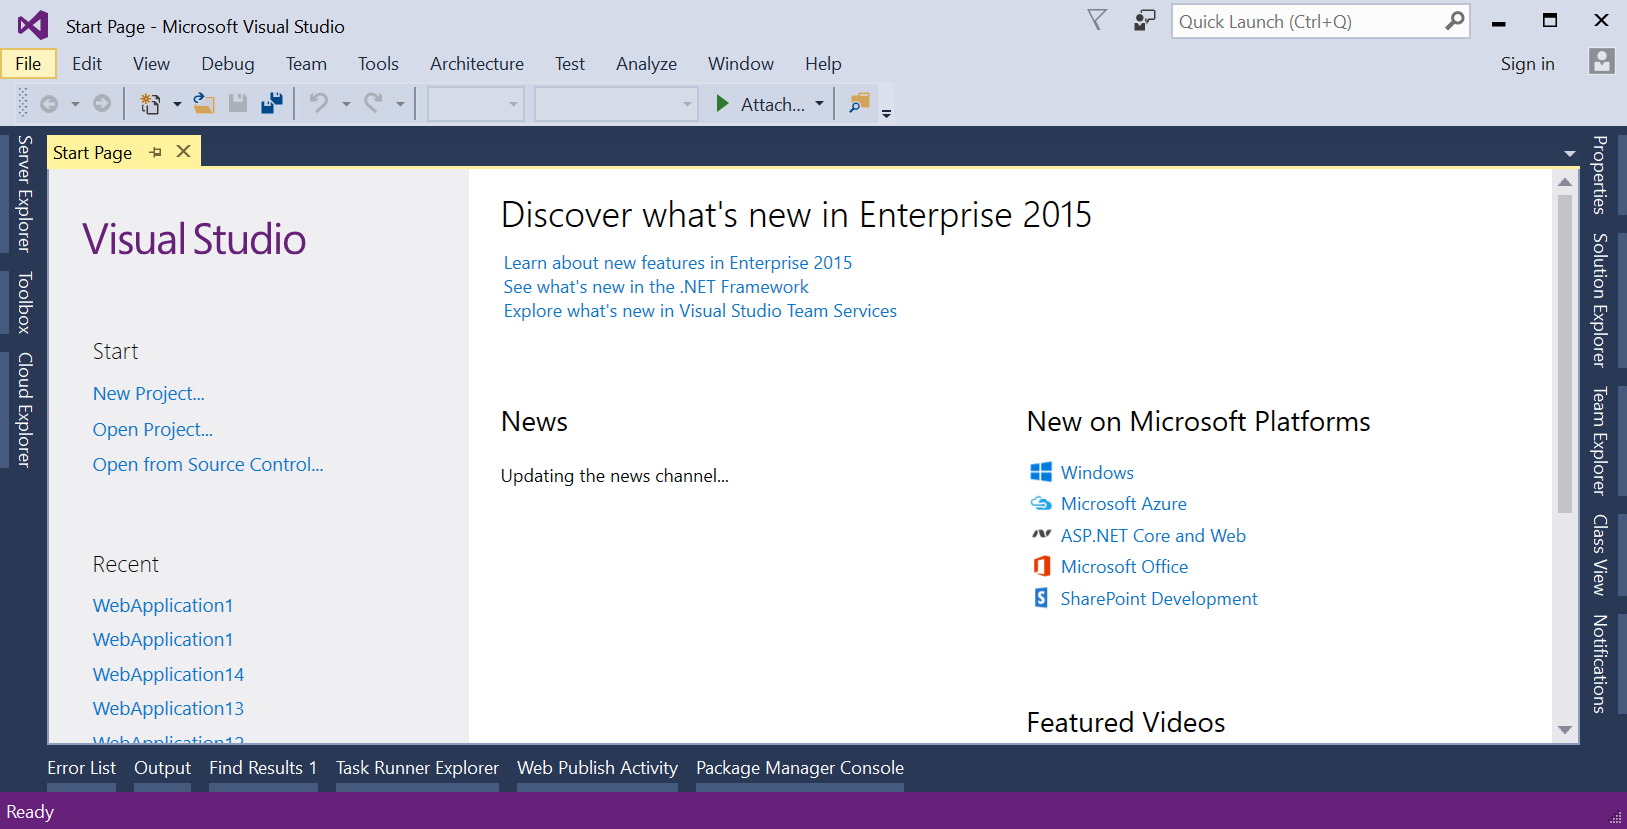 Start Page - Microsoft Visual Studio
Quick Launch (Ctrl+Q)
File Edit View Debug Team Tools Architecture Test Analyze Window Help
Sign in
Attach...
Server Explorer
Toolbox
Cloud Explorer
Start Page
Visual Studio
Start
New Project...
Open Project...
Open from Source Control...
Recent
WebApplication1
WebApplication1
WebApplication14
WebApplication13
WebApplication12
Discover what's new in Enterprise 2015
Learn about new features in Enterprise 2015
See what's new in the .NET Framework
Explore what's new in Visual Studio Team Services
News
Updating the news channel...
New on Microsoft Platforms
Windows
Microsoft Azure
ASP.NET Core and Web
Microsoft Office
SharePoint Development
Featured Videos
Properties
Solution Explorer
Team Explorer
Class View
Notifications
Error List Output Find Results 1 Task Runner Explorer Web Publish Activity Package Manager Console
Ready